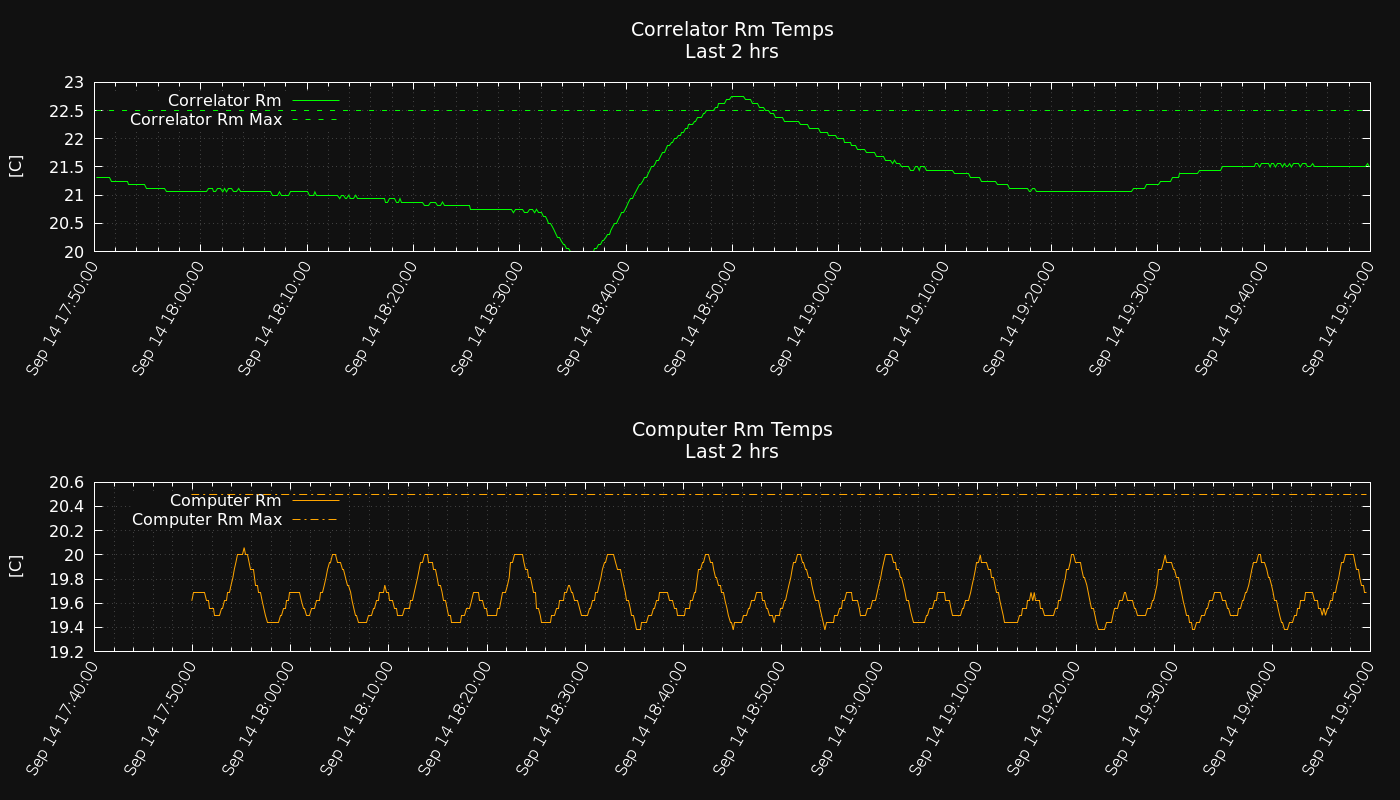 Correlator Rm Temps
Last 2 hrs
Correlator Rm
Correlator Rm Max
[C]
23
22.5
22
21.5
21
20.5
20
Sep 14 17:50:00
Sep 14 18:00:00
Sep 14 18:10:00
Sep 14 18:20:00
Sep 14 18:30:00
Sep 14 18:40:00
Sep 14 18:50:00
Sep 14 19:00:00
Sep 14 19:10:00
Sep 14 19:20:00
Sep 14 19:30:00
Sep 14 19:40:00
Sep 14 19:50:00
Computer Rm Temps
Last 2 hrs
Computer Rm
Computer Rm Max
[C]
20.6
20.4
20.2
20
19.8
19.6
19.4
19.2
Sep 14 17:40:00
Sep 14 17:50:00
Sep 14 18:00:00
Sep 14 18:10:00
Sep 14 18:20:00
Sep 14 18:30:00
Sep 14 18:40:00
Sep 14 18:50:00
Sep 14 19:00:00
Sep 14 19:10:00
Sep 14 19:20:00
Sep 14 19:30:00
Sep 14 19:40:00
Sep 14 19:50:00